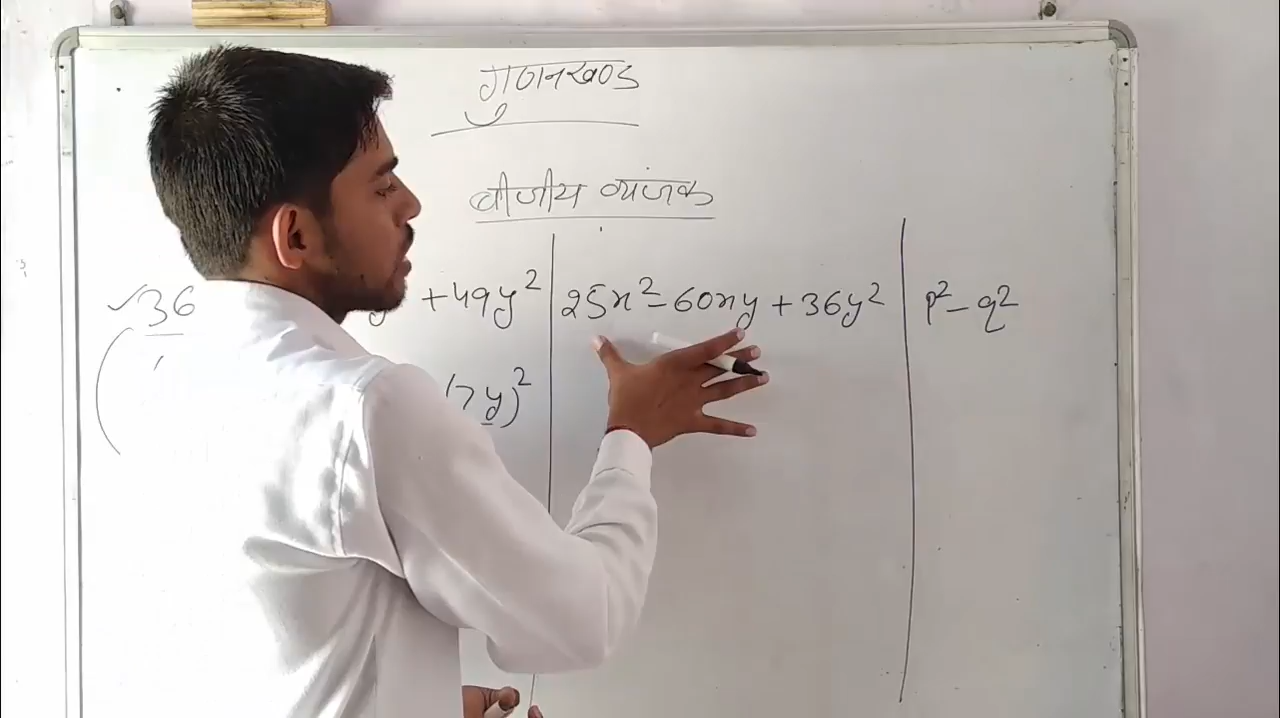 गुणनखण्ड
बीजीय व्यंजक
✓36 y +49y² 25x² - 60xy + 36y² p² - q²
( 7y)²